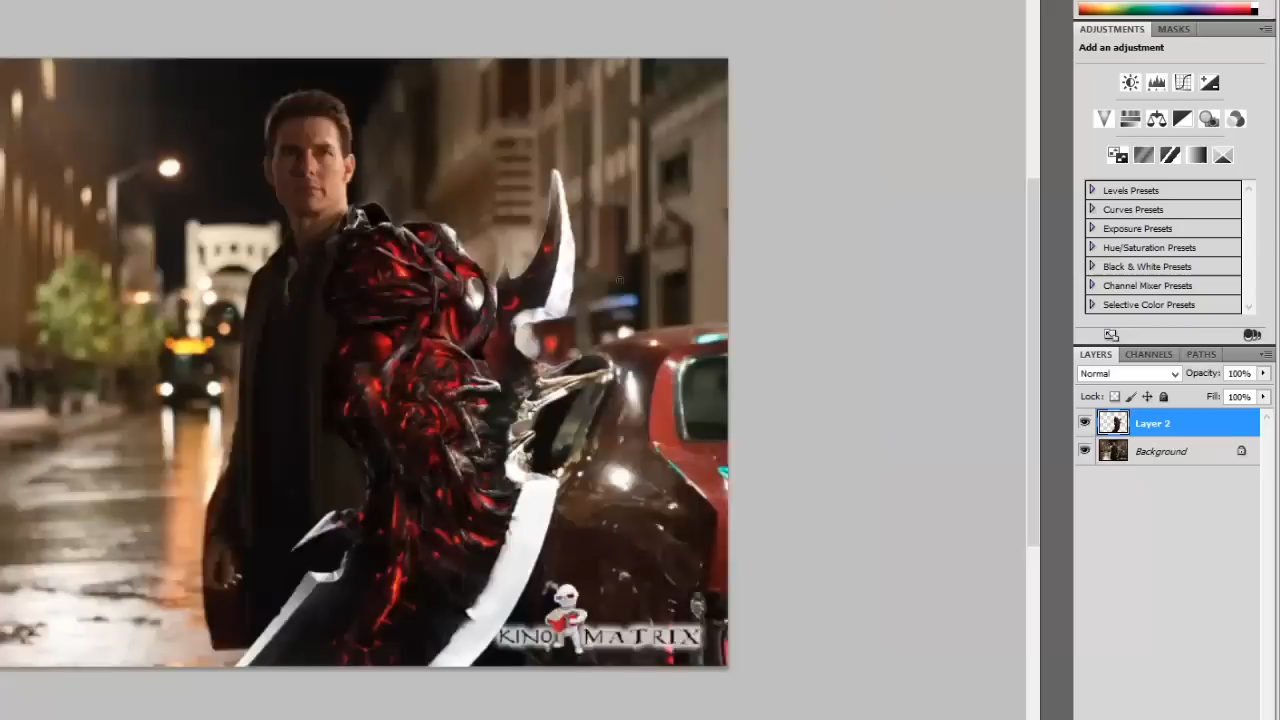 ADJUSTMENTS MASKS
Add an adjustment
Levels Presets
Curves Presets
Exposure Presets
Hue/Saturation Presets
Black & White Presets
Channel Mixer Presets
Selective Color Presets
LAYERS CHANNELS PATHS
Normal Opacity: 100%
Lock: Fill: 100%
Layer 2
Background
KINO MATRIX